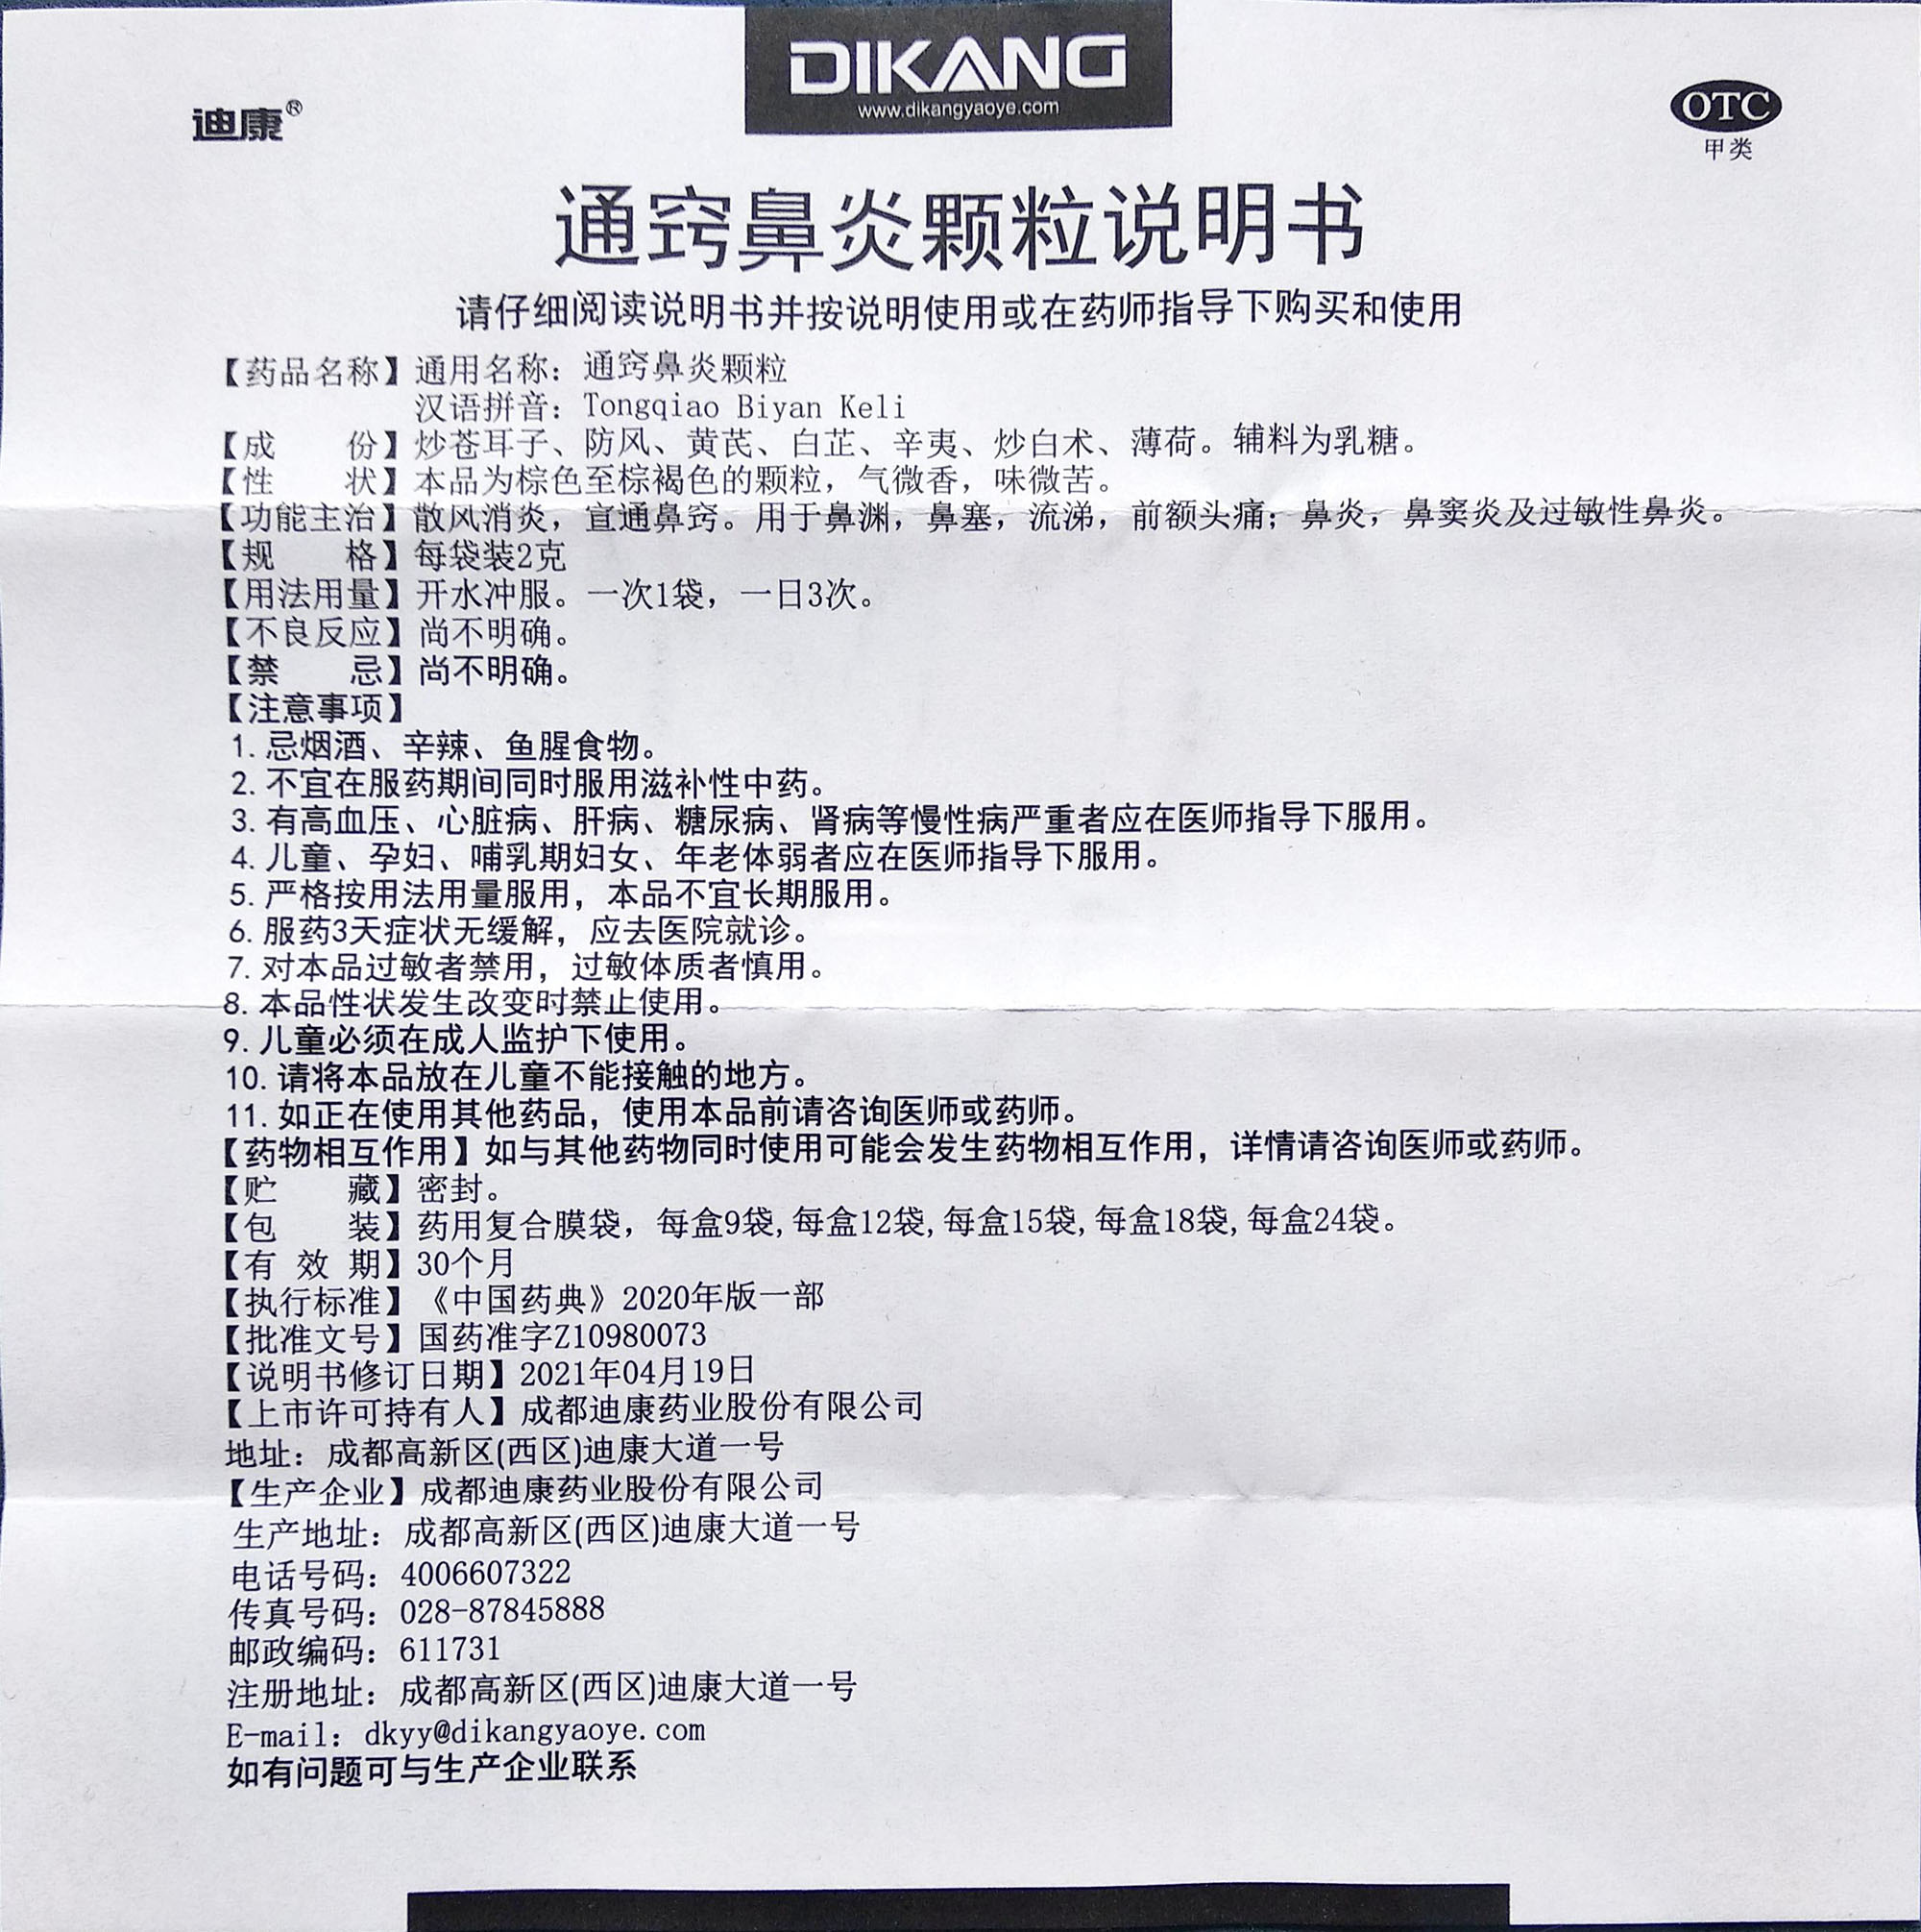 DIKANG
www.dikangyaoye.com
迪康®
OTC
甲类
通窍鼻炎颗粒说明书
请仔细阅读说明书并按说明使用或在药师指导下购买和使用
【药品名称】通用名称：通窍鼻炎颗粒
汉语拼音：Tongqiao Biyan Keli
【成　　份】炒苍耳子、防风、黄芪、白芷、辛夷、炒白术、薄荷。辅料为乳糖。
【性　　状】本品为棕色至棕褐色的颗粒，气微香，味微苦。
【功能主治】散风消炎，宣通鼻窍。用于鼻渊，鼻塞，流涕，前额头痛；鼻炎，鼻窦炎及过敏性鼻炎。
【规　　格】每袋装2克
【用法用量】开水冲服。一次1袋，一日3次。
【不良反应】尚不明确。
【禁　　忌】尚不明确。
【注意事项】
1.忌烟酒、辛辣、鱼腥食物。
2.不宜在服药期间同时服用滋补性中药。
3.有高血压、心脏病、肝病、糖尿病、肾病等慢性病严重者应在医师指导下服用。
4.儿童、孕妇、哺乳期妇女、年老体弱者应在医师指导下服用。
5.严格按用法用量服用，本品不宜长期服用。
6.服药3天症状无缓解，应去医院就诊。
7.对本品过敏者禁用，过敏体质者慎用。
8.本品性状发生改变时禁止使用。
9.儿童必须在成人监护下使用。
10.请将本品放在儿童不能接触的地方。
11.如正在使用其他药品，使用本品前请咨询医师或药师。
【药物相互作用】如与其他药物同时使用可能会发生药物相互作用，详情请咨询医师或药师。
【贮　　藏】密封。
【包　　装】药用复合膜袋，每盒9袋,每盒12袋,每盒15袋,每盒18袋,每盒24袋。
【有 效 期】30个月
【执行标准】《中国药典》2020年版一部
【批准文号】国药准字Z10980073
【说明书修订日期】2021年04月19日
【上市许可持有人】成都迪康药业股份有限公司
地址：成都高新区(西区)迪康大道一号
【生产企业】成都迪康药业股份有限公司
生产地址：成都高新区(西区)迪康大道一号
电话号码：4006607322
传真号码：028-87845888
邮政编码：611731
注册地址：成都高新区(西区)迪康大道一号
E-mail：dkyy@dikangyaoye.com
如有问题可与生产企业联系